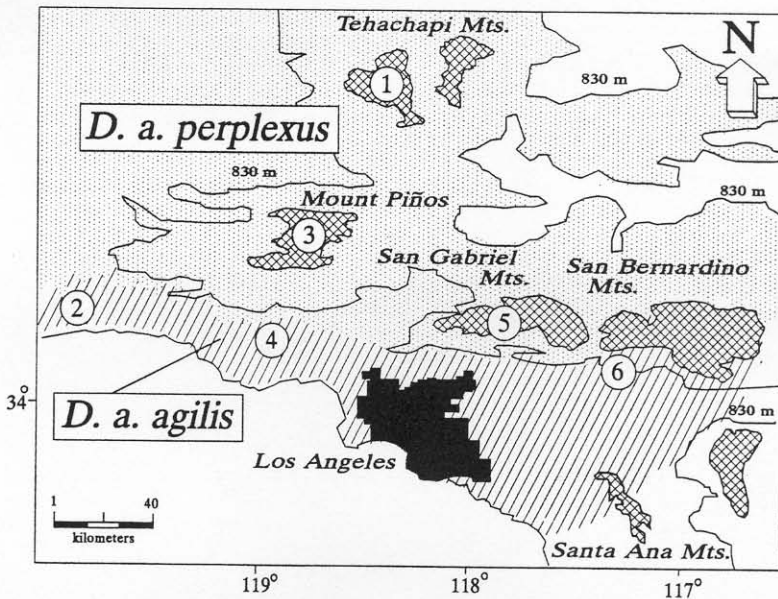 Tehachapi Mts.
N
1
830 m
D. a. perplexus
830 m
830 m
Mount Piños
3
San Gabriel
Mts.
San Bernardino
Mts.
2
5
4
6
34°
D. a. agilis
830 m
Los Angeles
1 40
kilometers
Santa Ana Mts.
119° 118° 117°